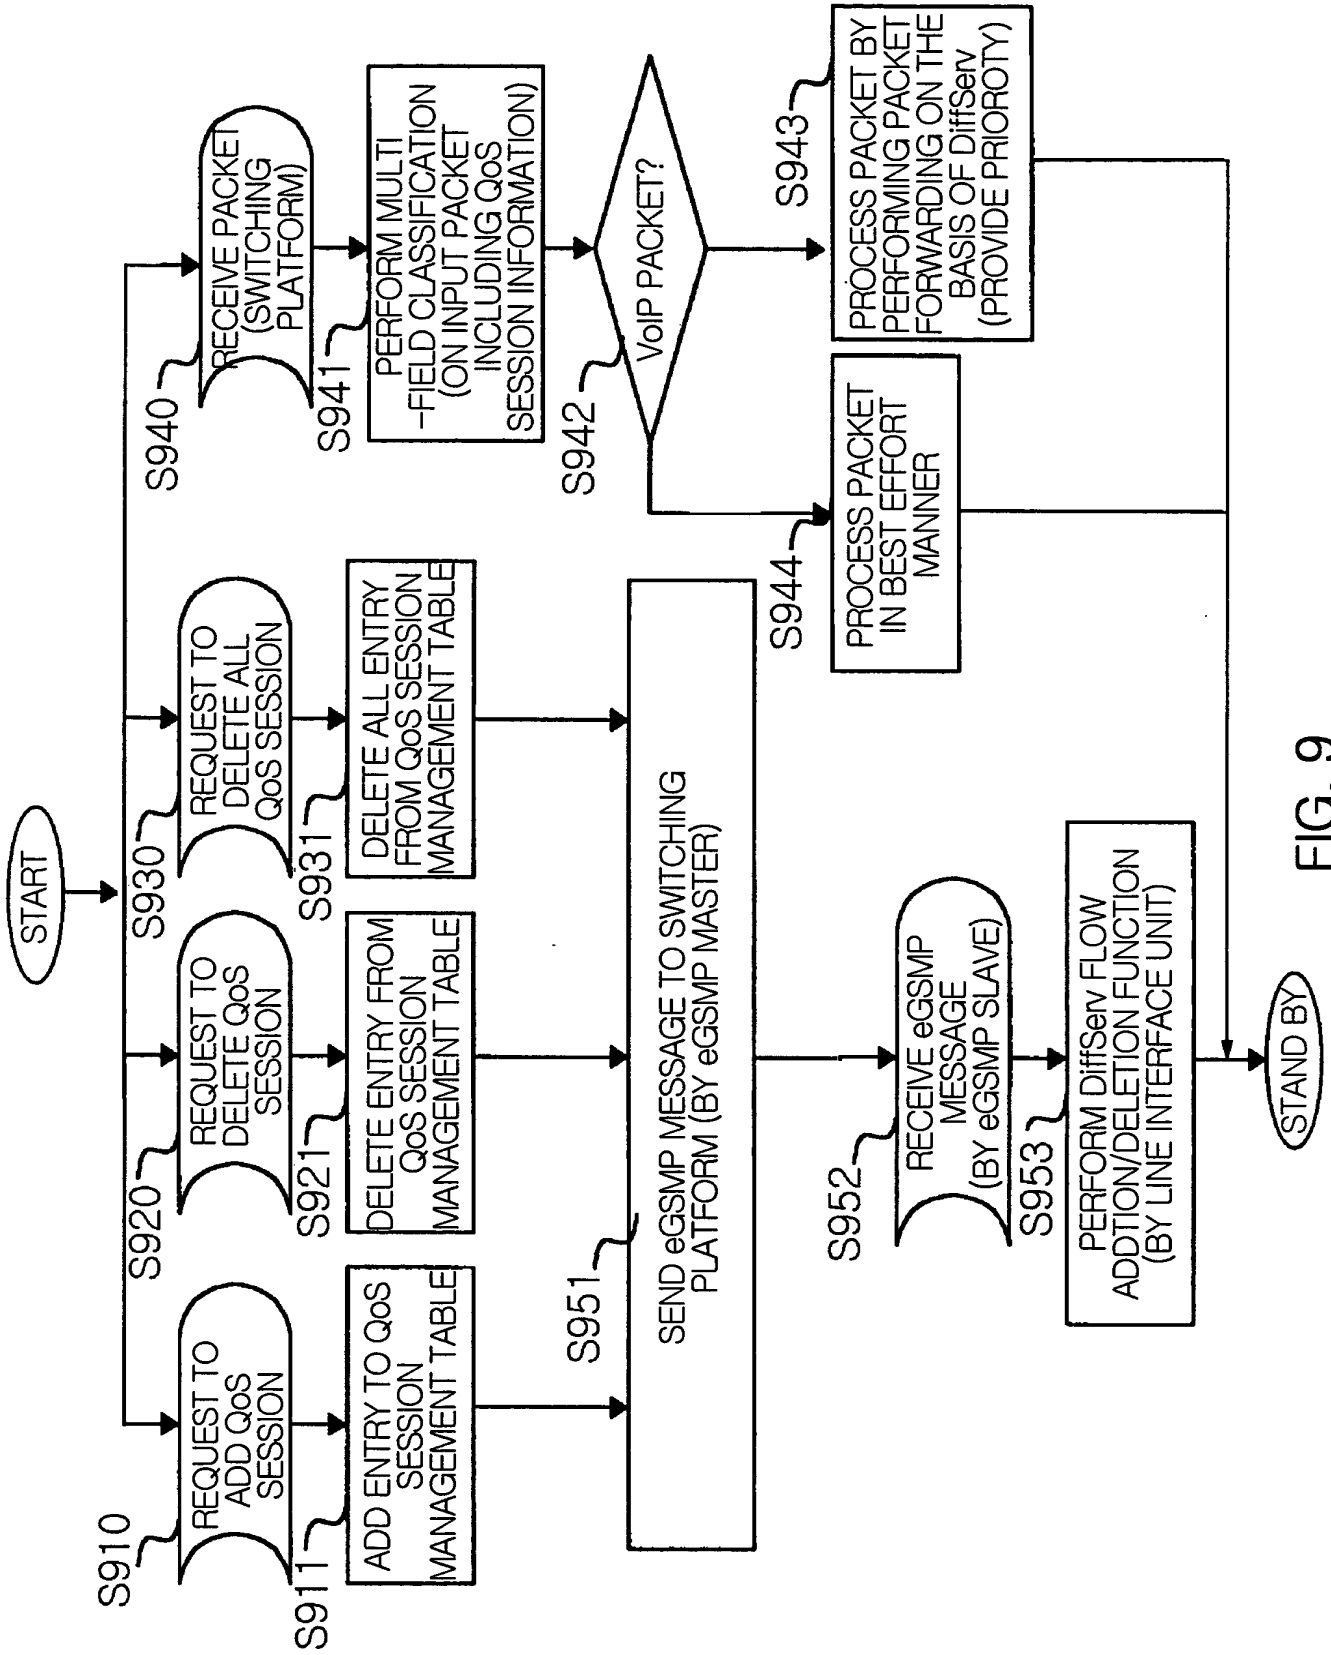 START
S910
REQUEST TO
ADD QoS
SESSION
S911
ADD ENTRY TO QoS
SESSION
MANAGEMENT TABLE
S920
REQUEST TO
DELETE QoS
SESSION
S921
DELETE ENTRY FROM
QoS SESSION
MANAGEMENT TABLE
S930
REQUEST TO
DELETE ALL
QoS SESSION
S931
DELETE ALL ENTRY
FROM QoS SESSION
MANAGEMENT TABLE
S940
RECEIVE PACKET
(SWITCHING
PLATFORM)
S941
PERFORM MULTI
-FIELD CLASSIFICATION
(ON INPUT PACKET
INCLUDING QoS
SESSION INFORMATION)
S942
VoIP PACKET?
S943
PROCESS PACKET BY
PERFORMING PACKET
FORWARDING ON THE
BASIS OF DiffServ
(PROVIDE PRIOROTY)
S944
PROCESS PACKET
IN BEST EFFORT
MANNER
S951
SEND eGSMP MESSAGE TO SWITCHING
PLATFORM (BY eGSMP MASTER)
S952
RECEIVE eGSMP
MESSAGE
(BY eGSMP SLAVE)
S953
PERFORM DiffServ FLOW
ADDTION/DELETION FUNCTION
(BY LINE INTERFACE UNIT)
STAND BY
FIG. 9